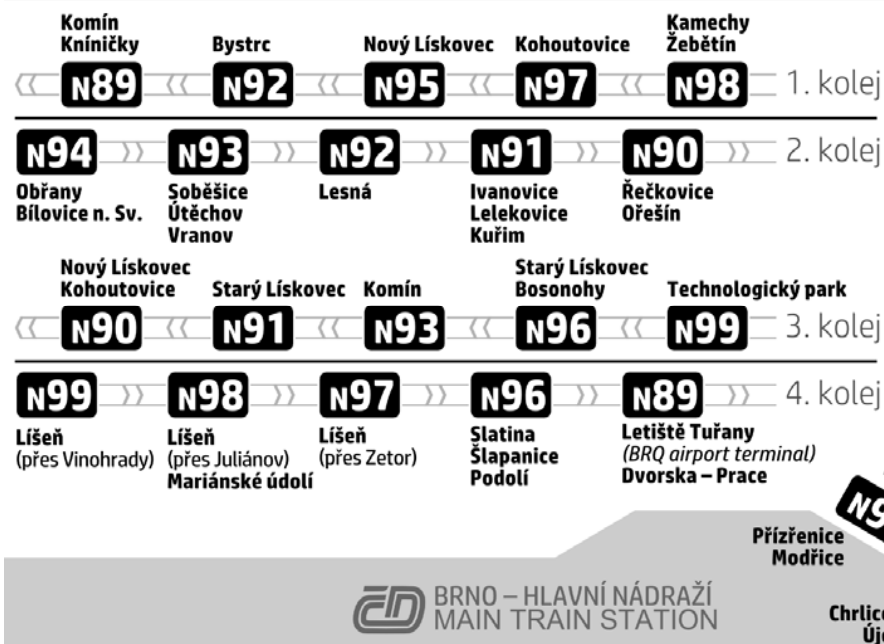 Komín
Kníničky
Bystrc
Nový Lískovec
Kohoutovice
Kamechy
Žebětín
N89
N92
N95
N97
N98
1. kolej
N94
N93
N92
N91
N90
2. kolej
Obřany
Bílovice n. Sv.
Soběšice
Útěchov
Vranov
Lesná
Ivanovice
Lelekovice
Kuřim
Řečkovice
Ořešín
Nový Lískovec
Kohoutovice
Starý Lískovec
Komín
Starý Lískovec
Bosonohy
Technologický park
N90
N91
N93
N96
N99
3. kolej
N99
N98
N97
N96
N89
4. kolej
Líšeň
(přes Vinohrady)
Líšeň
(přes Juliánov)
Mariánské údolí
Líšeň
(přes Zetor)
Slatina
Šlapanice
Podolí
Letiště Tuřany
(BRQ airport terminal)
Dvorska – Prace
Přízřenice
Modřice
ČD
BRNO – HLAVNÍ NÁDRAŽÍ
MAIN TRAIN STATION